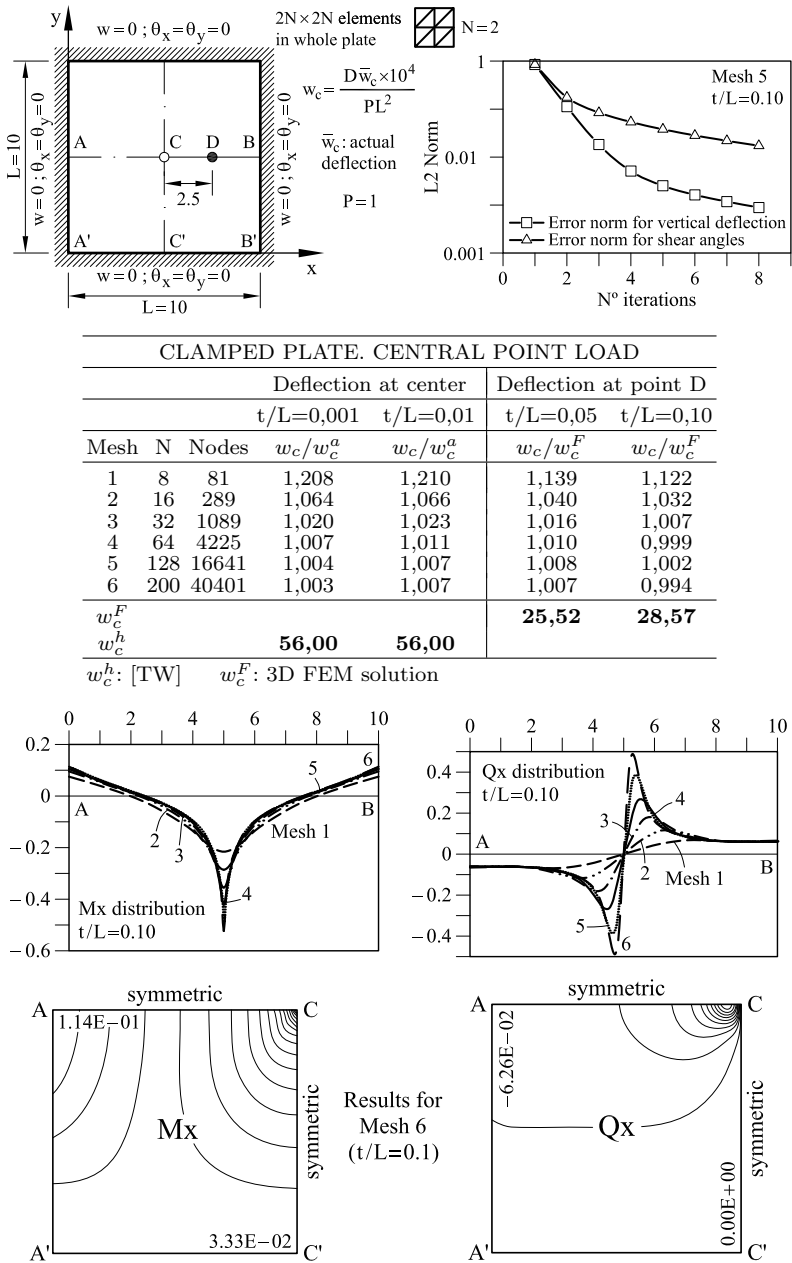 y
w=0 ; θx=θy=0
2N×2N elements
in whole plate
N=2
wc= Dw̅c×10^4 / PL^2
w̅c: actual
deflection
P=1
L=10
w=0 ; θx=θy=0
A
C
D
B
w=0 ; θx=θy=0
2.5
A'
C'
B'
x
w=0 ; θx=θy=0
L=10
1
0.01
0.001
L2 Norm
Mesh 5
t/L=0.10
Error norm for vertical deflection
Error norm for shear angles
0 2 4 6 8
Nº iterations
CLAMPED PLATE. CENTRAL POINT LOAD
Deflection at center Deflection at point D
t/L=0,001 t/L=0,01 t/L=0,05 t/L=0,10
Mesh N Nodes wc/wc^a wc/wc^a wc/wc^F wc/wc^F
1 8 81 1,208 1,210 1,139 1,122
2 16 289 1,064 1,066 1,040 1,032
3 32 1089 1,020 1,023 1,016 1,007
4 64 4225 1,007 1,011 1,010 0,999
5 128 16641 1,004 1,007 1,008 1,002
6 200 40401 1,003 1,007 1,007 0,994
wc^F 25,52 28,57
wc^h 56,00 56,00
wc^h: [TW] wc^F: 3D FEM solution
0 2 4 6 8 10
0.2
0
−0.2
−0.4
−0.6
A
B
2
3
4
5
6
Mesh 1
Mx distribution
t/L=0.10
0 2 4 6 8 10
0.4
0.2
0
−0.2
−0.4
Qx distribution
t/L=0.10
A
B
3
4
2
Mesh 1
5
6
symmetric
A
C
1.14E−01
Mx
symmetric
3.33E−02
A'
C'
Results for
Mesh 6
(t/L=0.1)
symmetric
A
C
−6.26E−02
Qx
symmetric
0.00E+00
A'
C'